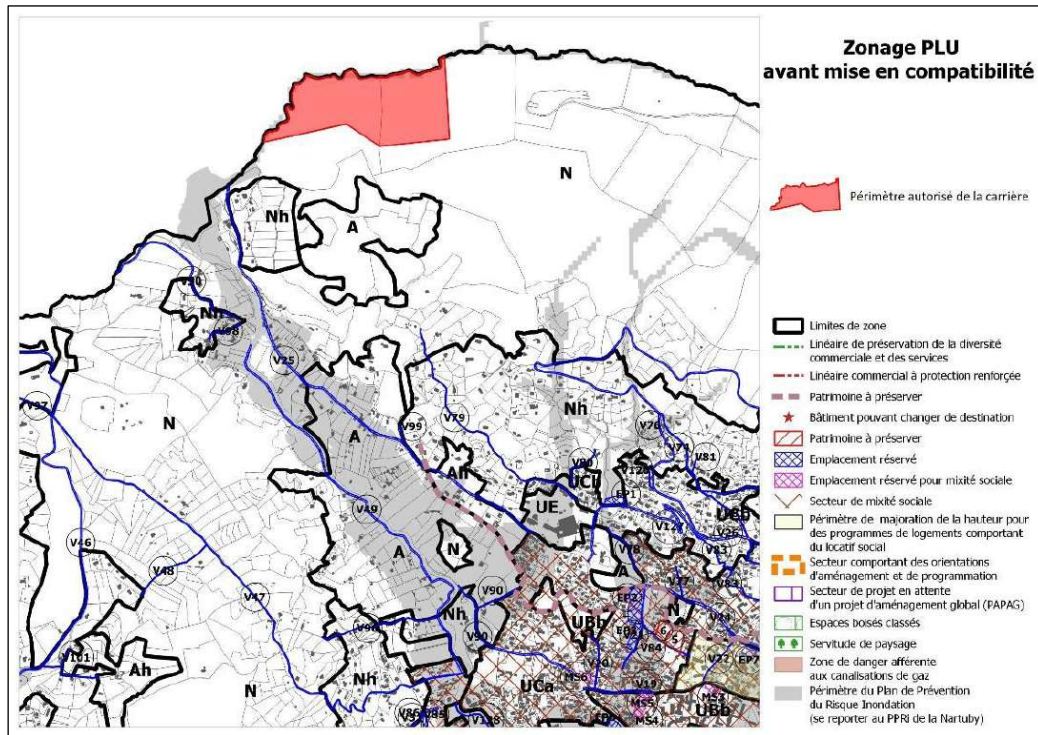 Zonage PLU
avant mise en compatibilité
Périmètre autorisé de la carrière
Limites de zone
Linéaire de préservation de la diversité
commerciale et des services
Linéaire commercial à protection renforçée
Patrimoine à préserver
Bâtiment pouvant changer de destination
Patrimoine à préserver
Emplacement réservé
Emplacement réservé pour mixité sociale
Secteur de mixité sociale
Périmètre de majoration de la hauteur pour
des programmes de logements comportant
du locatif social
Secteur comportant des orientations
d'aménagement et de programmation
Secteur de projet en attente
d'un projet d'aménagement global (PAPAG)
Espaces boisés classés
Servitude de paysage
Zone de danger afférente
aux canalisations de gaz
Périmètre du Plan de Prévention
du Risque Inondation
(se reporter au PPRi de la Nartuby)
N
Nh
A
Nh
V25
N
A
V99
V79
Nh
V70
V74
V81
Ah
UE
EP1
V49
N
A
V46
V48
V47
V90
Nh
V90
UBb
A
EP2
N
V84
Ah
N
Nh
UCa
MS6
V19
MS5
MS4
UBb
EP7
V86